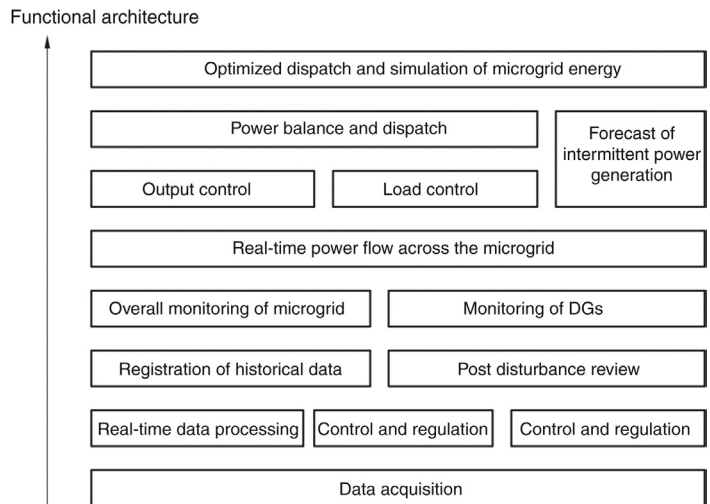 Functional architecture
Optimized dispatch and simulation of microgrid energy
Power balance and dispatch
Forecast of
intermittent power
generation
Output control
Load control
Real-time power flow across the microgrid
Overall monitoring of microgrid
Monitoring of DGs
Registration of historical data
Post disturbance review
Real-time data processing
Control and regulation
Control and regulation
Data acquisition